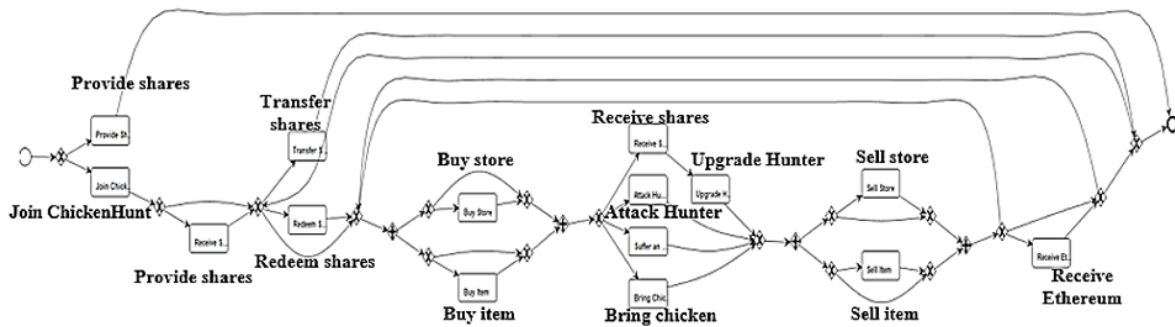 Provide shares
Provide Sh..
Join Chick..
Join ChickenHunt
Receive S...
Provide shares
Transfer
shares
Transfer S...
Redeem S...
Redeem shares
Buy store
Buy Store
Buy Item
Buy item
Receive shares
Receive S...
Attack Hu...
Attack Hunter
Suffer an ...
Bring Chic..
Bring chicken
Upgrade Hunter
Upgrade H..
Sell store
Sell Store
Sell Item
Sell item
Receive Et...
Receive
Ethereum